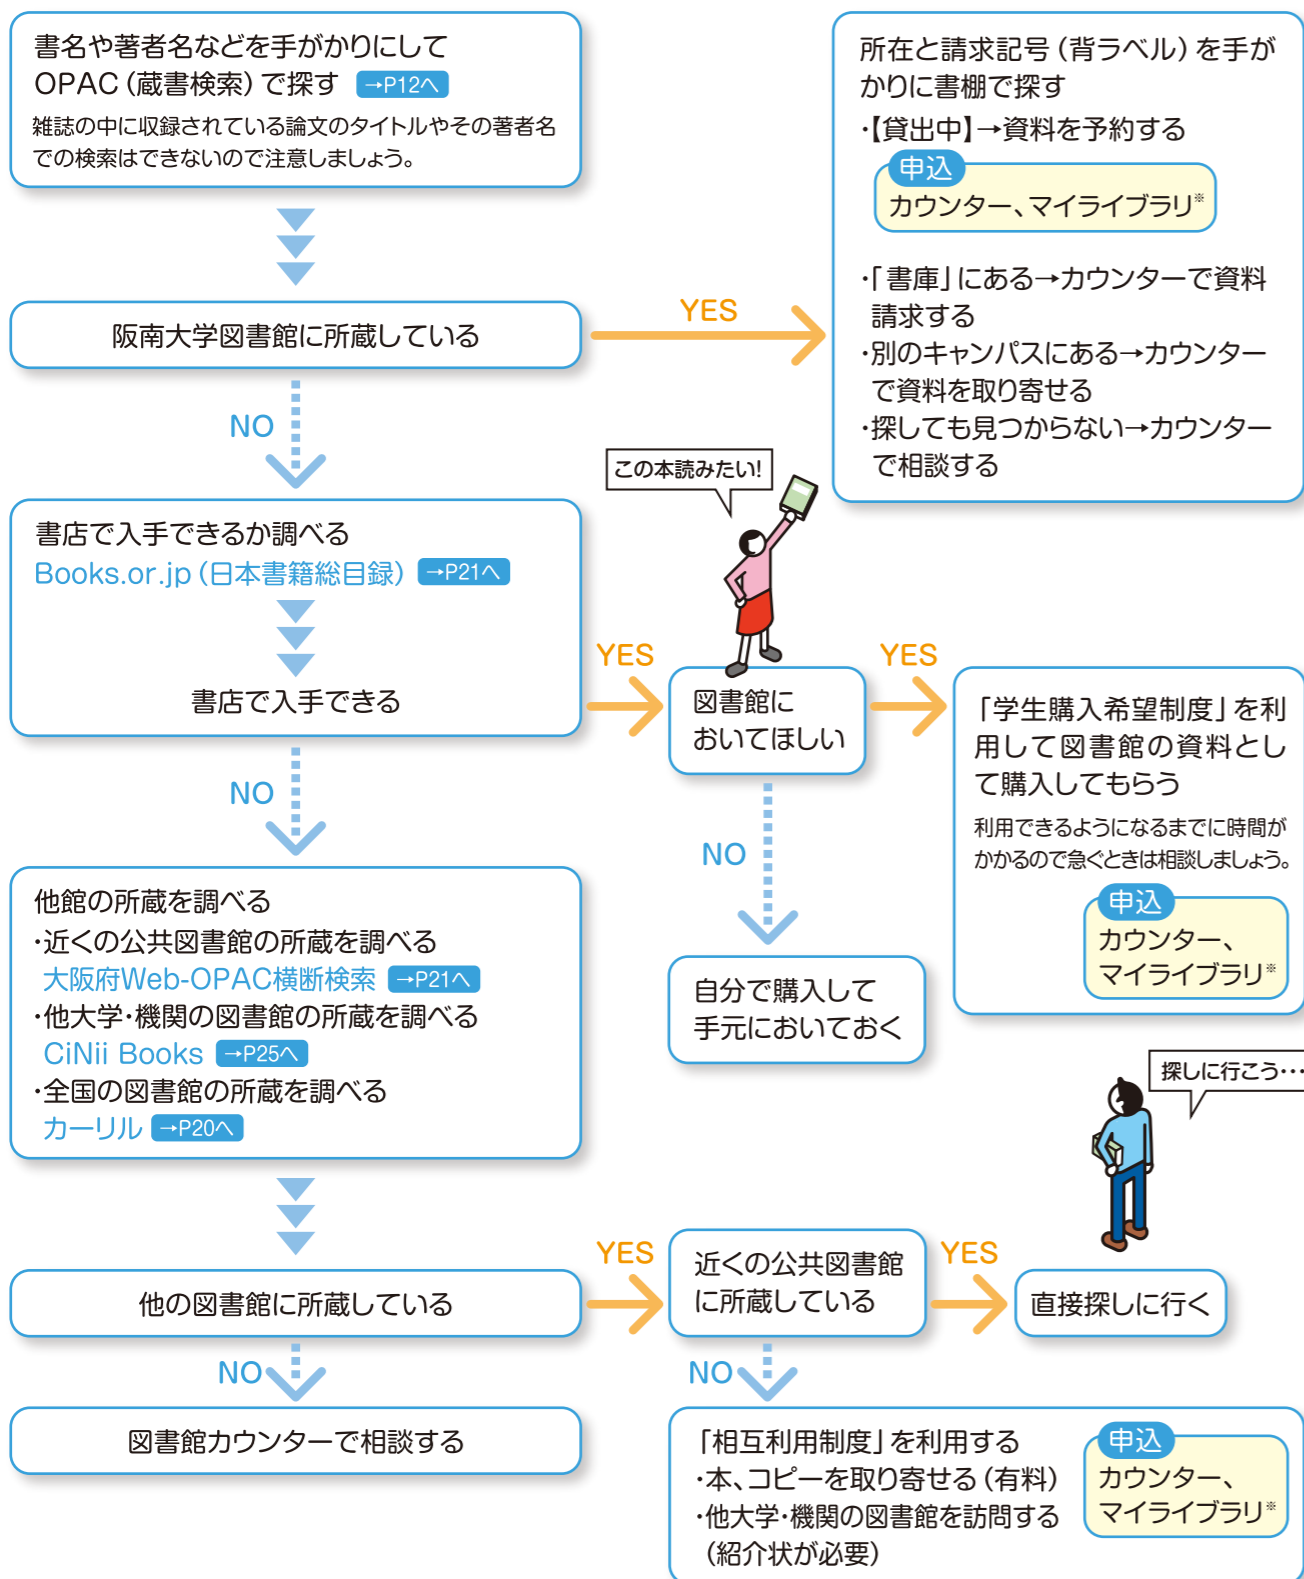 書名や著者名などを手がかりにして
OPAC（蔵書検索）で探す →P12へ
雑誌の中に収録されている論文のタイトルやその著者名
での検索はできないので注意しましょう。
所在と請求記号（背ラベル）を手が
かりに書棚で探す
・【貸出中】→資料を予約する
申込
カウンター、マイライブラリ※
・「書庫」にある→カウンターで資料
請求する
・別のキャンパスにある→カウンター
で資料を取り寄せる
・探しても見つからない→カウンター
で相談する
阪南大学図書館に所蔵している
YES
NO
この本読みたい!
書店で入手できるか調べる
Books.or.jp（日本書籍総目録） →P21へ
書店で入手できる
YES
図書館に
おいてほしい
YES
「学生購入希望制度」を利
用して図書館の資料とし
て購入してもらう
利用できるようになるまでに時間が
かかるので急ぐときは相談しましょう。
申込
カウンター、
マイライブラリ※
NO
NO
自分で購入して
手元においておく
他館の所蔵を調べる
・近くの公共図書館の所蔵を調べる
大阪府Web-OPAC横断検索 →P21へ
・他大学・機関の図書館の所蔵を調べる
CiNii Books →P25へ
・全国の図書館の所蔵を調べる
カーリル →P20へ
探しに行こう・・・
他の図書館に所蔵している
YES
近くの公共図書館
に所蔵している
YES
直接探しに行く
NO
図書館カウンターで相談する
NO
「相互利用制度」を利用する
・本、コピーを取り寄せる（有料）
・他大学・機関の図書館を訪問する
（紹介状が必要）
申込
カウンター、
マイライブラリ※